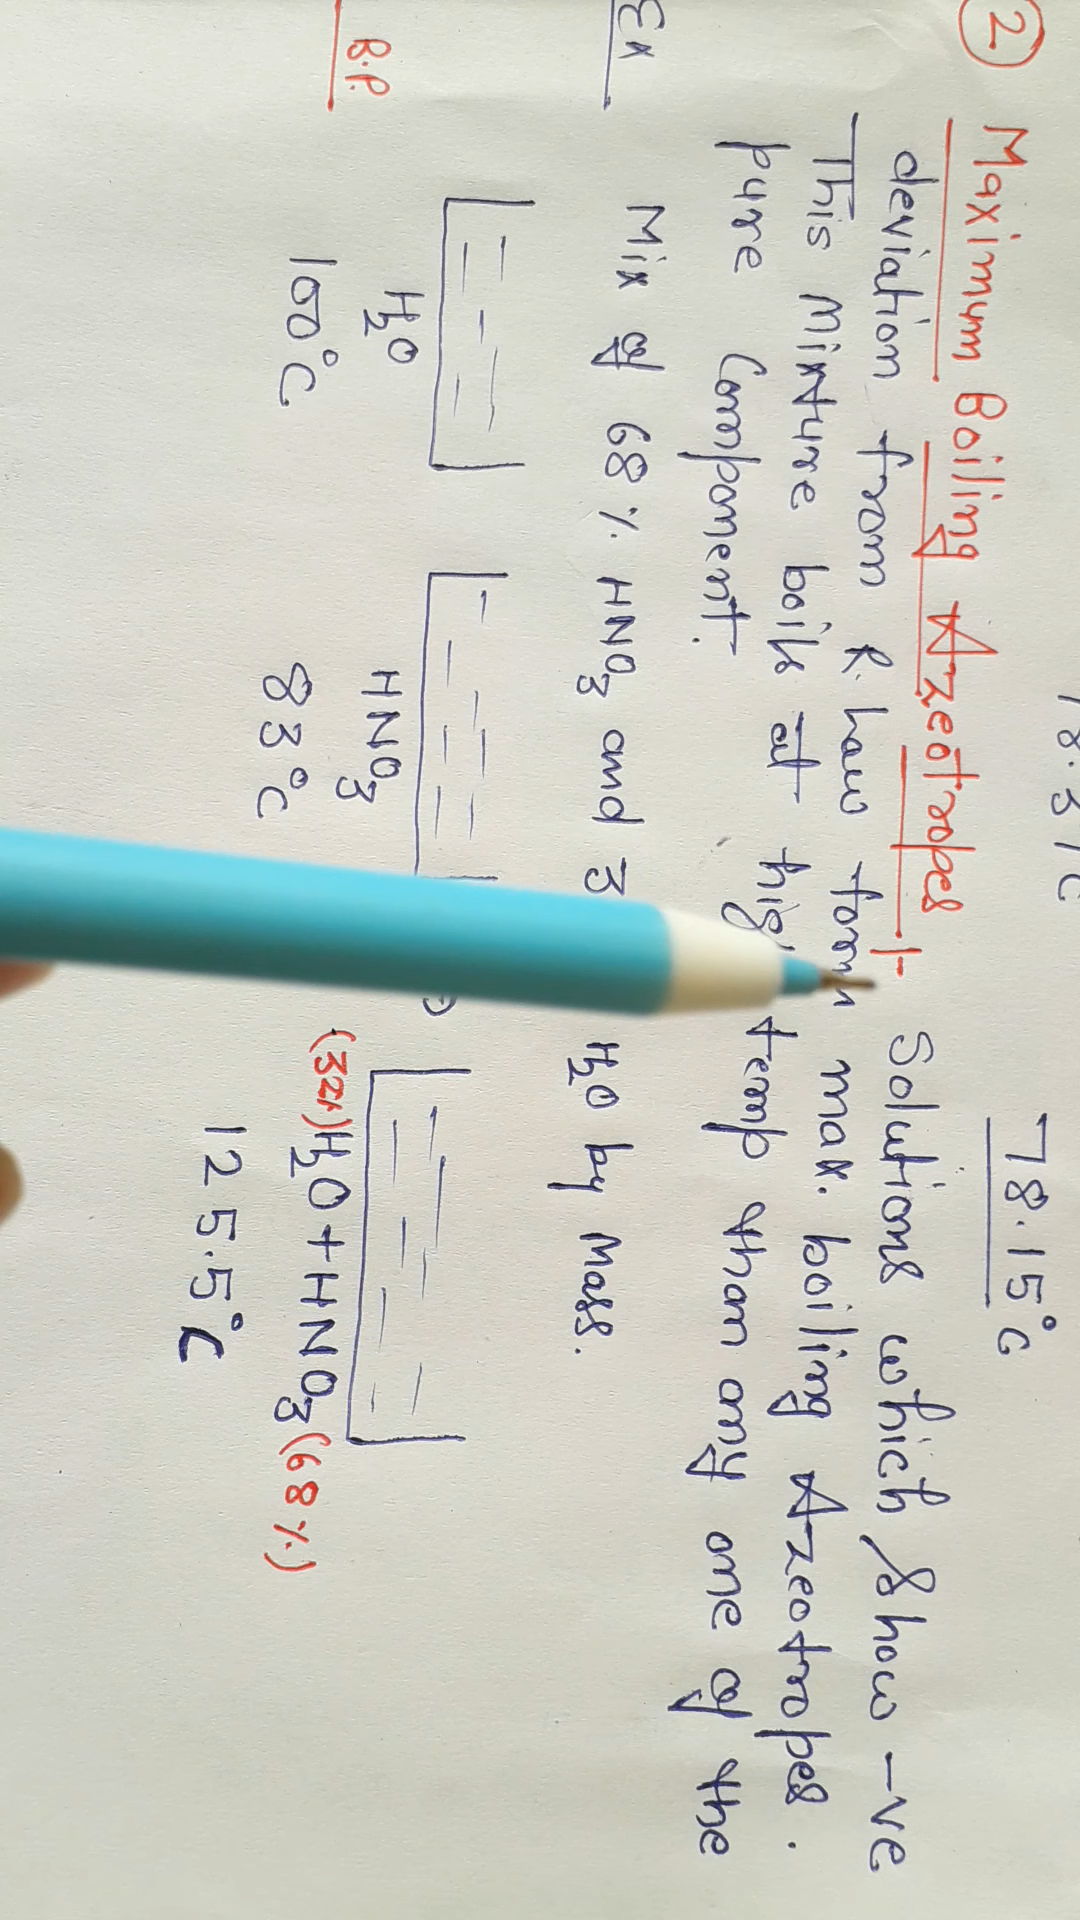 78.15°C
② Maximum Boiling Azeotropes Solutions which show -ve
deviation from R. law form max. boiling Azeotropes.
This Mixture boils at temp than any one of the
pure Component.
Ex Mix of 68% HNO₃ and H₂O by Mass.
H₂O HNO₃ (32%)H₂O+HNO₃(68%)
B.P. 100°C 83°C 125.5°C